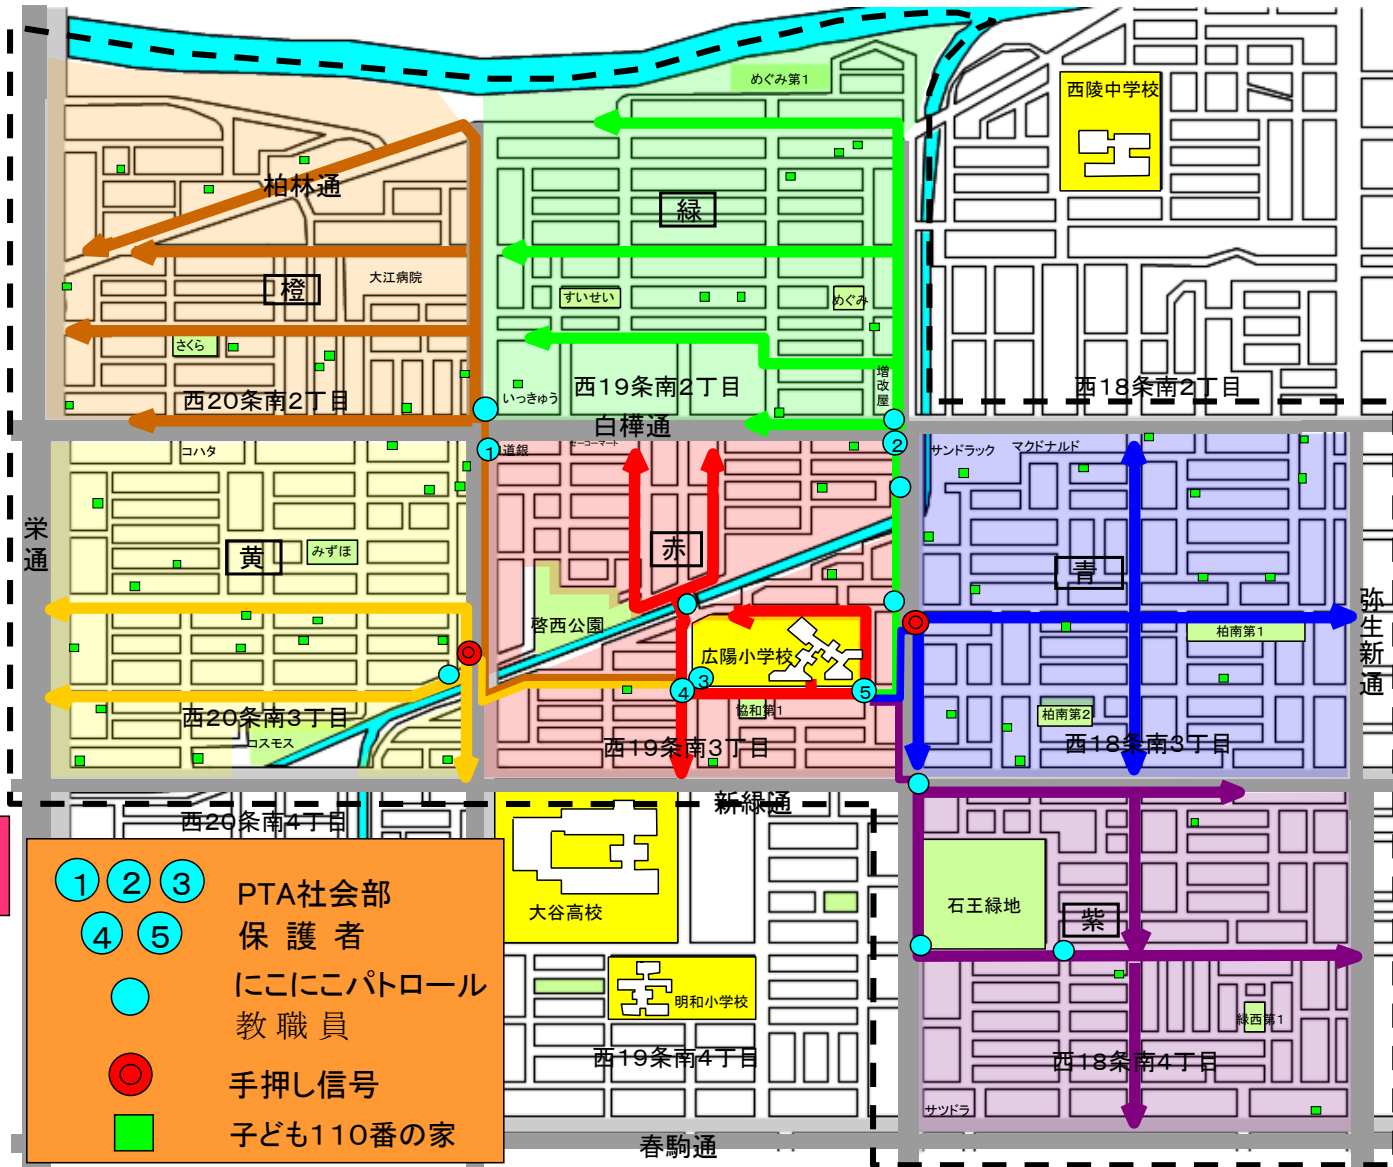 めぐみ第1
西陵中学校
柏林通
緑
橙
大江病院
すいせい
めぐみ
さくら
増改屋
西20条南2丁目
いっきゅう
西19条南2丁目
西18条南2丁目
白樺通
コハタ
1
道銀
セーコーマート
2
サンドラック
マクドナルド
栄通
黄
みずほ
赤
青
弥生新通
啓西公園
広陽小学校
柏南第1
3
4
5
協和第1
柏南第2
西20条南3丁目
コスモス
西19条南3丁目
西18条南3丁目
新緑通
西20条南4丁目
大谷高校
石王緑地
紫
明和小学校
緑西第1
西19条南4丁目
西18条南4丁目
サツドラ
春駒通
1 2 3
PTA社会部
4 5
保護者
にこにこパトロール
教職員
手押し信号
子ども110番の家